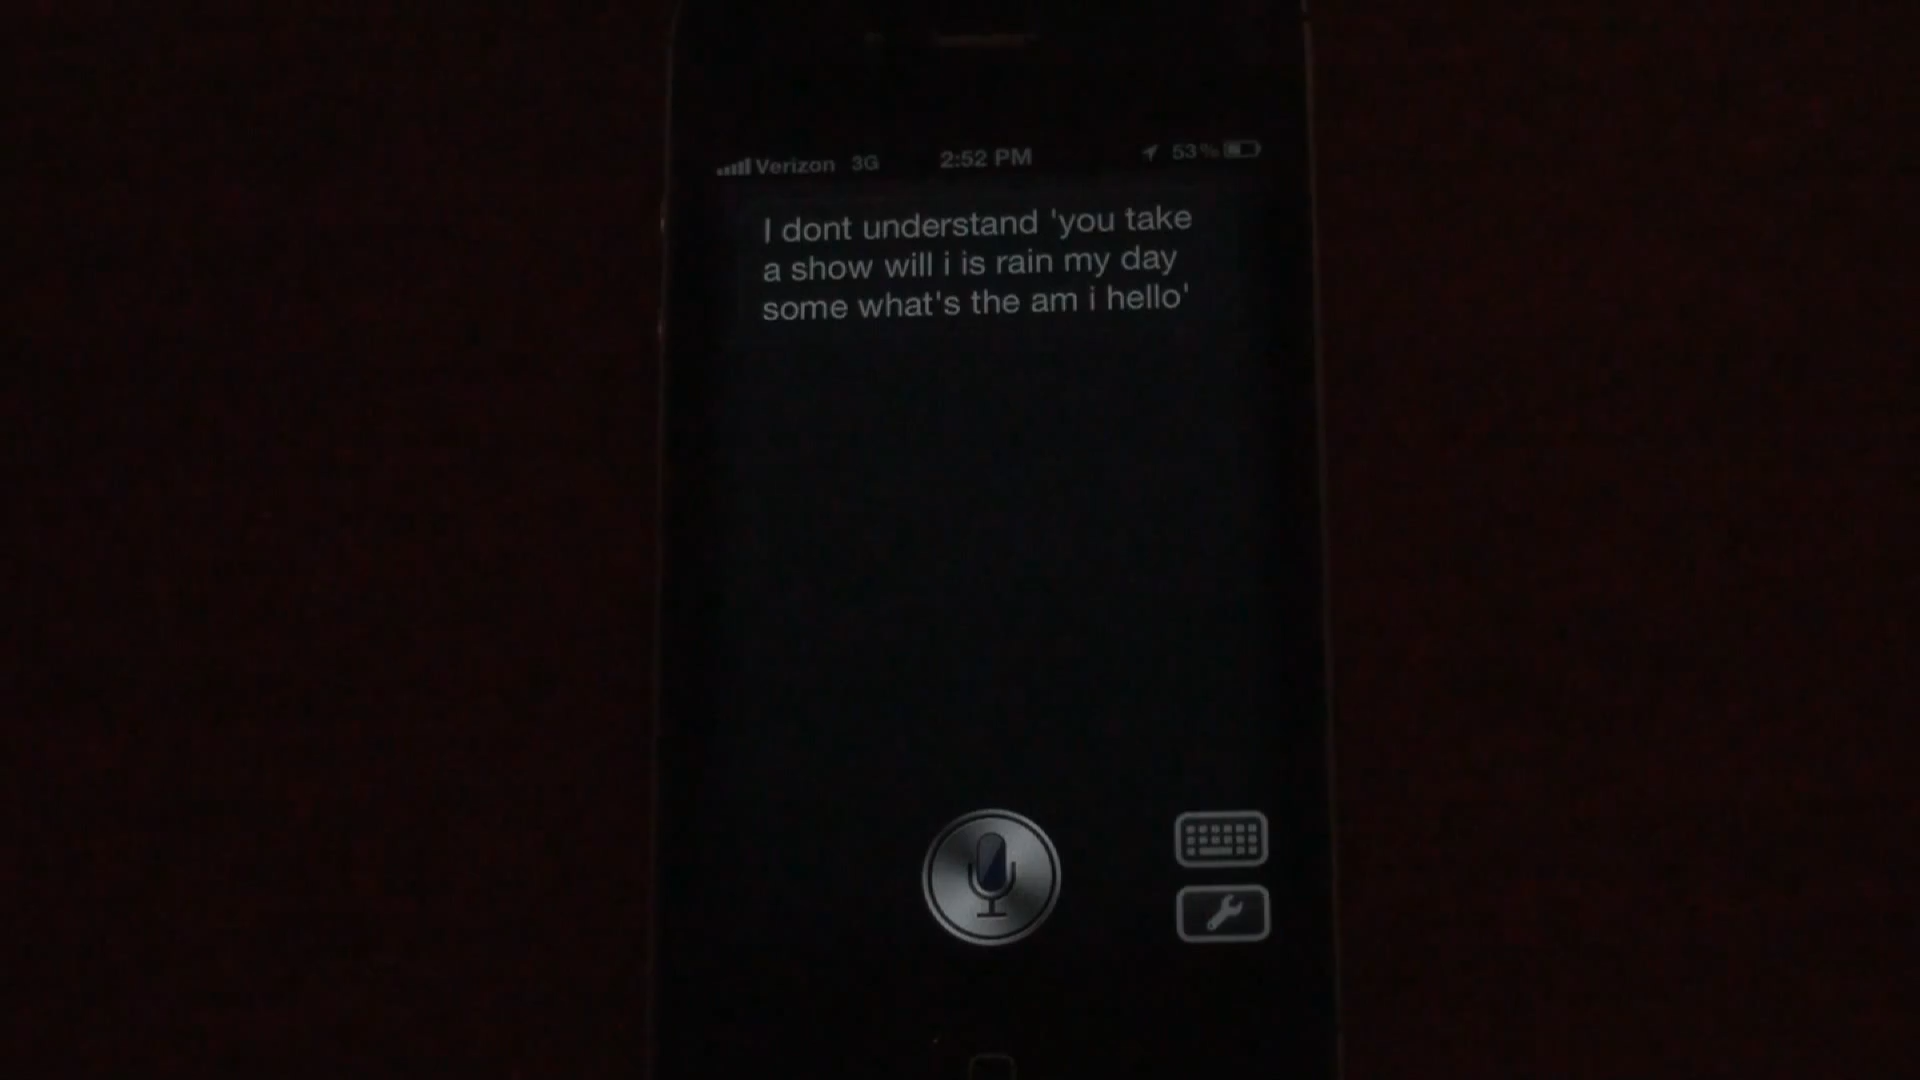 Verizon 3G 2:52 PM 53%
I dont understand 'you take
a show will i is rain my day
some what's the am i hello'